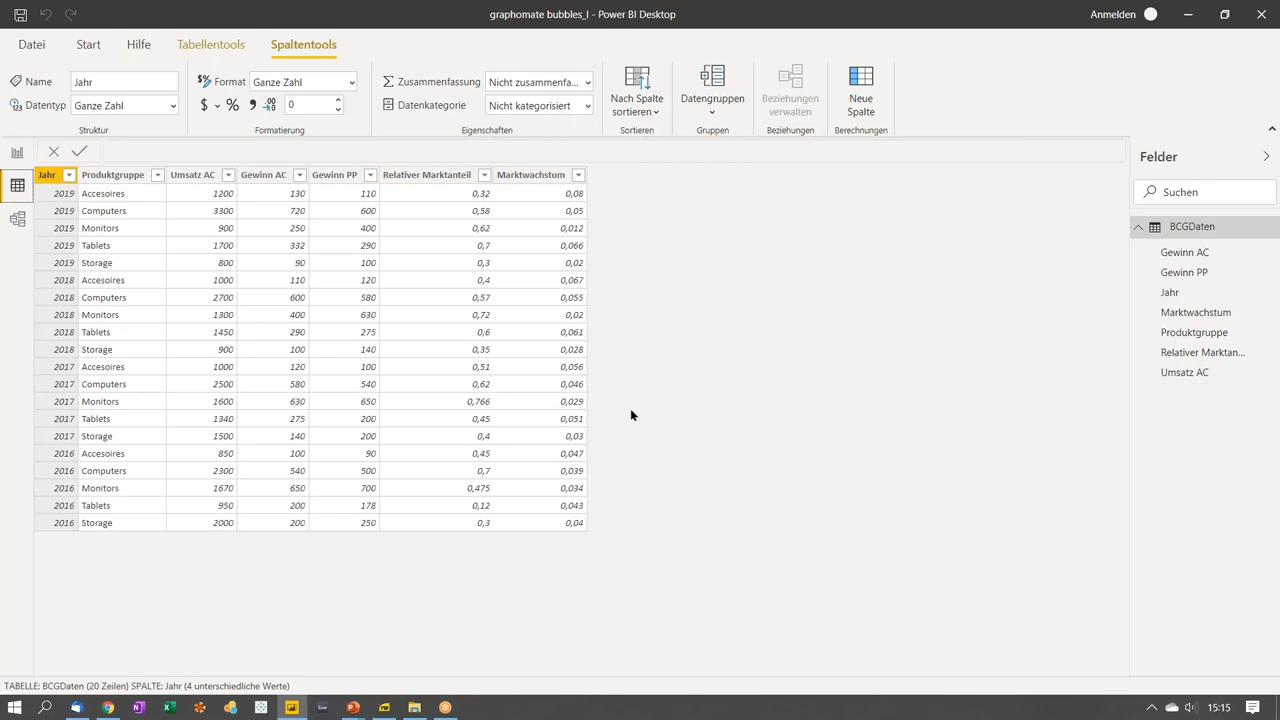 graphomate bubbles_I - Power BI Desktop
Anmelden
Datei Start Hilfe Tabellentools Spaltentools
Name Jahr
Datentyp Ganze Zahl
Struktur
Format Ganze Zahl
$ % 9 ,00 0
Formatierung
Zusammenfassung Nicht zusammenfa...
Datenkategorie Nicht kategorisiert
Eigenschaften
Nach Spalte
sortieren
Sortieren
Datengruppen
Gruppen
Beziehungen
verwalten
Beziehungen
Neue
Spalte
Berechnungen
Jahr Produktgruppe Umsatz AC Gewinn AC Gewinn PP Relativer Marktanteil Marktwachstum
2019 Accesoires 1200 130 110 0,32 0,08
2019 Computers 3300 720 600 0,58 0,05
2019 Monitors 900 250 400 0,62 0,012
2019 Tablets 1700 332 290 0,7 0,066
2019 Storage 800 90 100 0,3 0,02
2018 Accesoires 1000 110 120 0,4 0,067
2018 Computers 2700 600 580 0,57 0,055
2018 Monitors 1300 400 630 0,72 0,02
2018 Tablets 1450 290 275 0,6 0,061
2018 Storage 900 100 140 0,35 0,028
2017 Accesoires 1000 120 100 0,51 0,056
2017 Computers 2500 580 540 0,62 0,046
2017 Monitors 1600 630 650 0,766 0,029
2017 Tablets 1340 275 200 0,45 0,051
2017 Storage 1500 140 200 0,4 0,03
2016 Accesoires 850 100 90 0,45 0,047
2016 Computers 2300 540 500 0,7 0,039
2016 Monitors 1670 650 700 0,475 0,034
2016 Tablets 950 200 178 0,12 0,043
2016 Storage 2000 200 250 0,3 0,04
Felder
Suchen
BCGDaten
Gewinn AC
Gewinn PP
Jahr
Marktwachstum
Produktgruppe
Relativer Marktan...
Umsatz AC
TABELLE: BCGDaten (20 Zeilen) SPALTE: Jahr (4 unterschiedliche Werte)
15:15